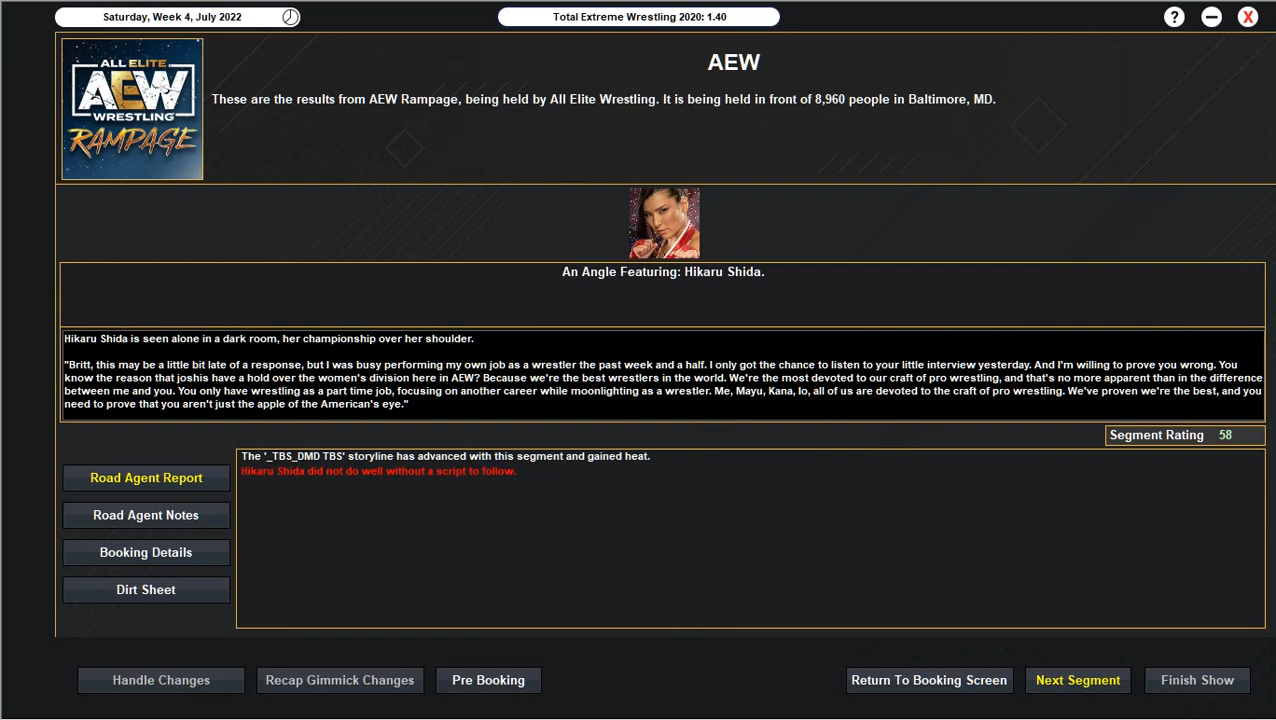 Saturday, Week 4, July 2022
Total Extreme Wrestling 2020: 1.40
?
X
ALL ELITE
AEW
WRESTLING
RAMPAGE
AEW
These are the results from AEW Rampage, being held by All Elite Wrestling. It is being held in front of 8,960 people in Baltimore, MD.
An Angle Featuring: Hikaru Shida.
Hikaru Shida is seen alone in a dark room, her championship over her shoulder.
"Britt, this may be a little bit late of a response, but I was busy performing my own job as a wrestler the past week and a half. I only got the chance to listen to your little interview yesterday. And I'm willing to prove you wrong. You
know the reason that joshis have a hold over the women's division here in AEW? Because we're the best wrestlers in the world. We're the most devoted to our craft of pro wrestling, and that's no more apparent than in the difference
between me and you. You only have wrestling as a part time job, focusing on another career while moonlighting as a wrestler. Me, Mayu, Kana, Io, all of us are devoted to the craft of pro wrestling. We've proven we're the best, and you
need to prove that you aren't just the apple of the American's eye."
Segment Rating 58
The '_TBS_DMD TBS' storyline has advanced with this segment and gained heat.
Hikaru Shida did not do well without a script to follow.
Road Agent Report
Road Agent Notes
Booking Details
Dirt Sheet
Handle Changes
Recap Gimmick Changes
Pre Booking
Return To Booking Screen
Next Segment
Finish Show